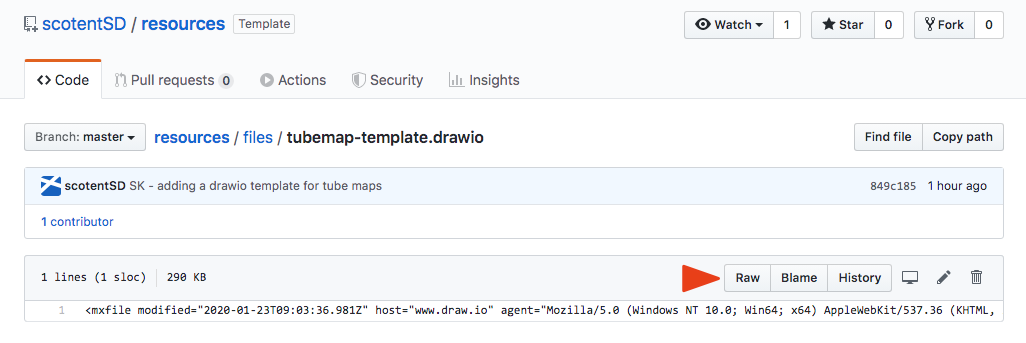 scotentSD / resources Template Watch 1 Star 0 Fork 0
Code Pull requests 0 Actions Security Insights
Branch: master resources / files / tubemap-template.drawio Find file Copy path
scotentSD SK - adding a drawio template for tube maps 849c185 1 hour ago
1 contributor
1 lines (1 sloc) 290 KB Raw Blame History
1 <mxfile modified="2020-01-23T09:03:36.981Z" host="www.draw.io" agent="Mozilla/5.0 (Windows NT 10.0; Win64; x64) AppleWebKit/537.36 (KHTML,